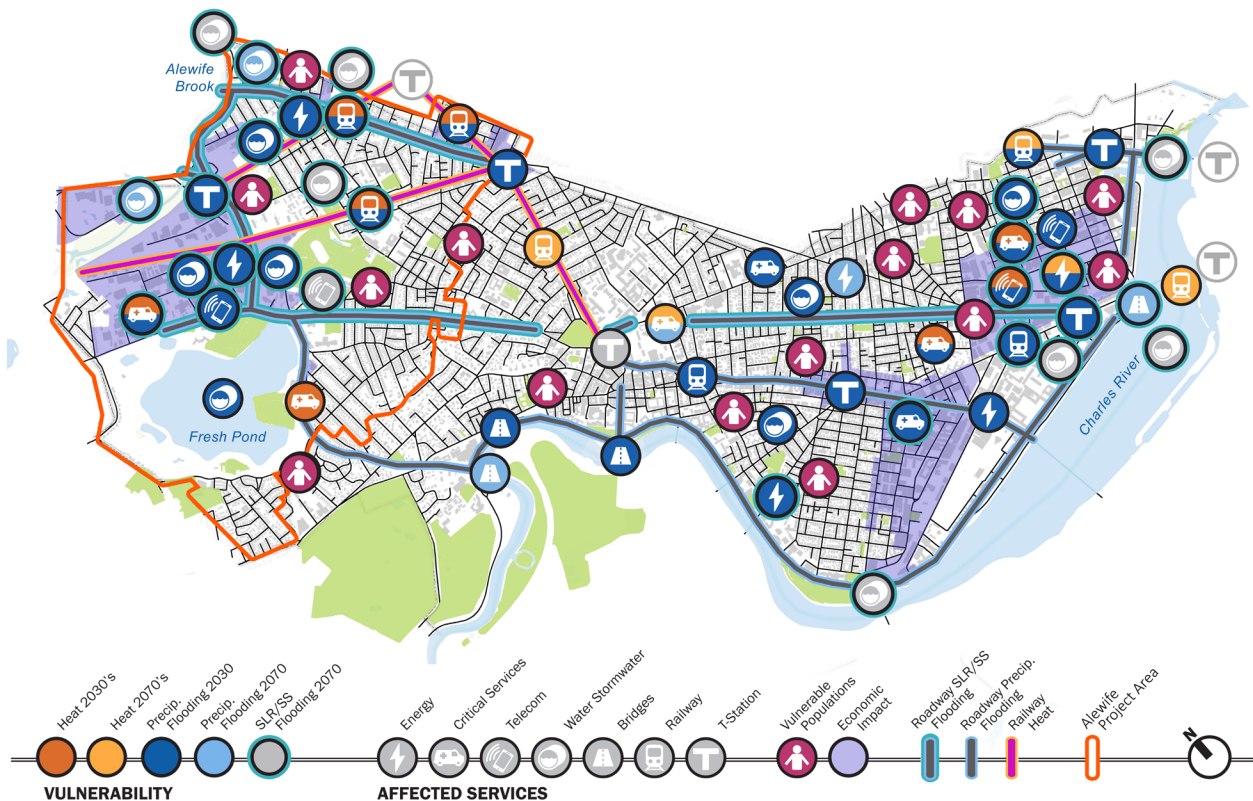 Alewife
Brook
Fresh Pond
Charles River
Heat 2030's
Heat 2070's
Precip.
Flooding 2030
Precip.
Flooding 2070
SLR/SS
Flooding 2070
Energy
Critical Services
Telecom
Water Stormwater
Bridges
Railway
T-Station
Vulnerable
Populations
Economic
Impact
Roadway SLR/SS
Flooding
Roadway Precip.
Flooding
Railway
Heat
Alewife
Project Area
N
VULNERABILITY
AFFECTED SERVICES